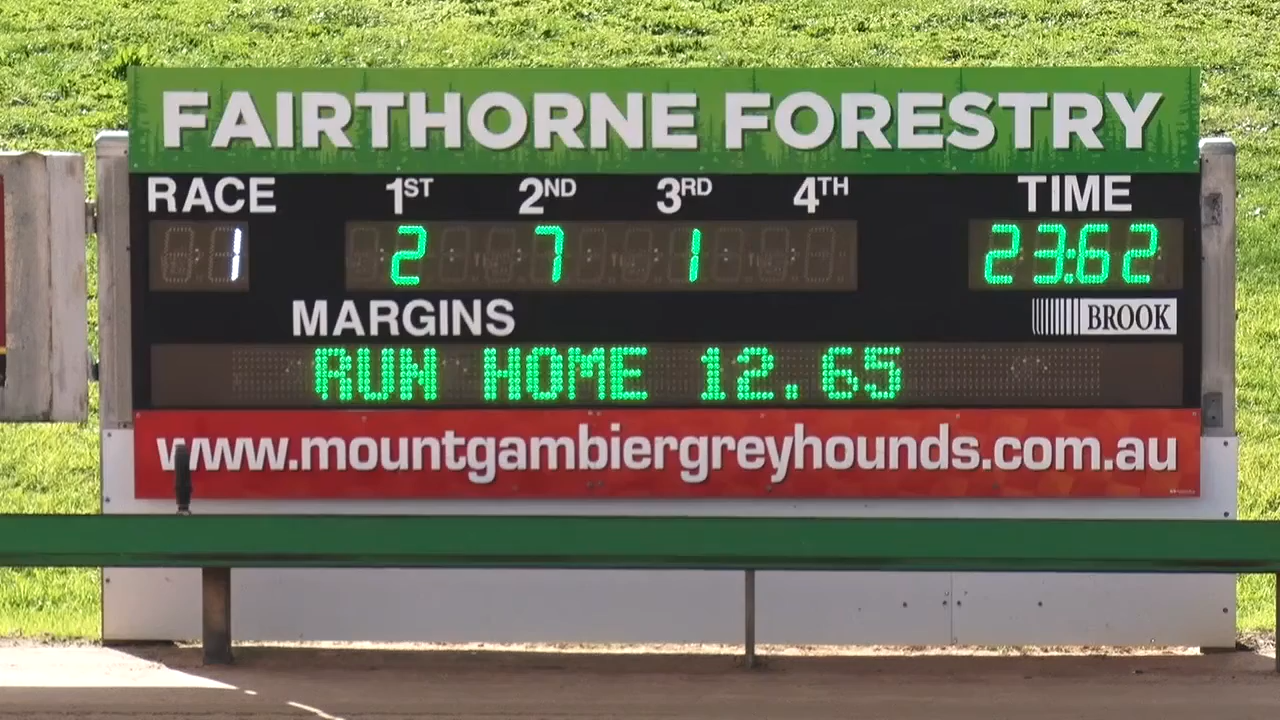 FAIRTHORNE FORESTRY
RACE 1ST 2ND 3RD 4TH TIME
1 2 7 1 23:62
MARGINS BROOK
RUN HOME 12.65
www.mountgambiergreyhounds.com.au